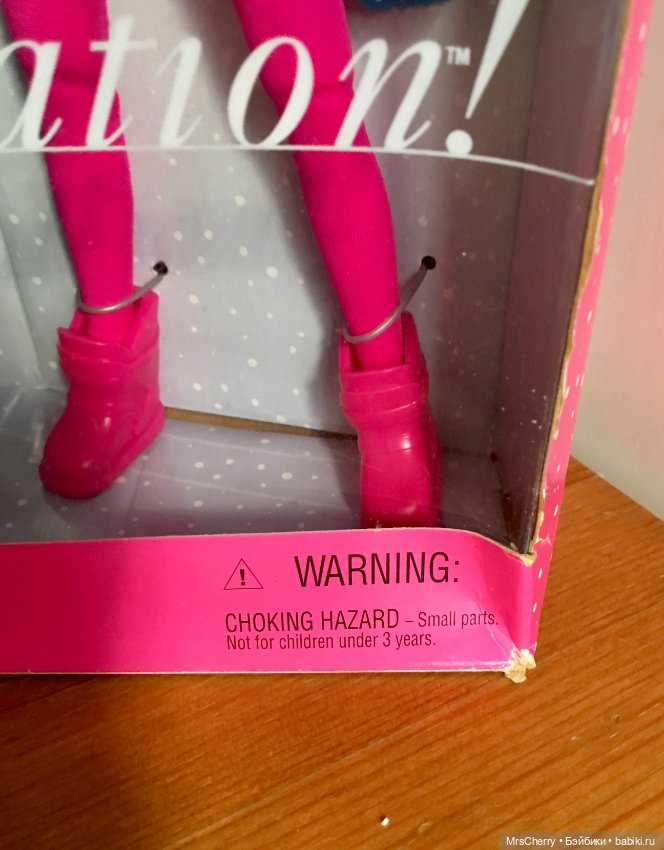 ation!™
WARNING:
CHOKING HAZARD – Small parts.
Not for children under 3 years.
MrsCherry • Бэйбики • babiki.ru